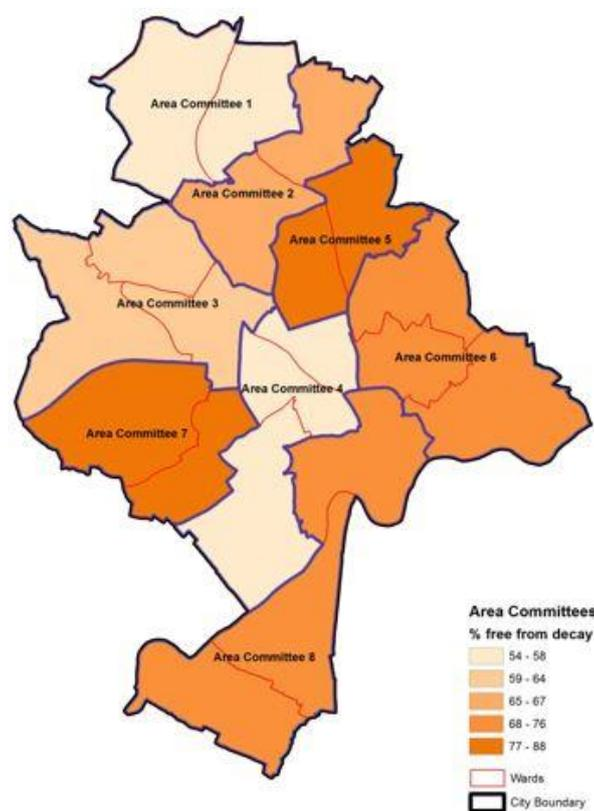 Area Committee 1
Area Committee 2
Area Committee 5
Area Committee 3
Area Committee 6
Area Committee 4
Area Committee 7
Area Committee 8
Area Committees
% free from decay
54 - 58
59 - 64
65 - 67
68 - 76
77 - 88
Wards
City Boundary